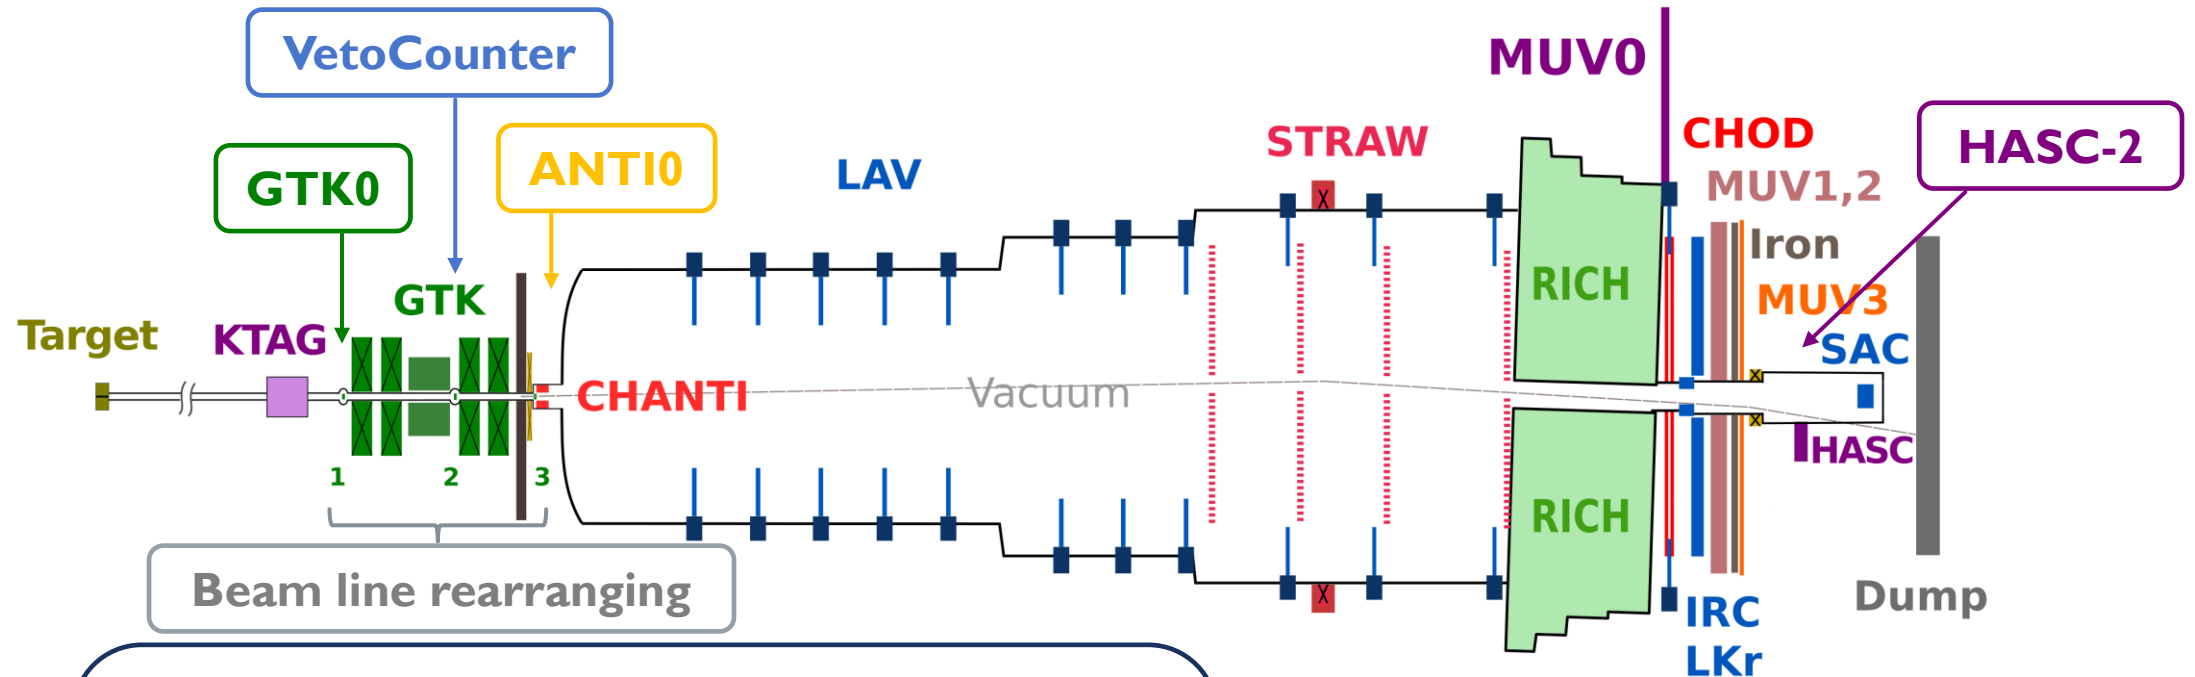 VetoCounter
MUV0
CHOD
HASC-2
GTK0
ANTI0
LAV
STRAW
MUV1,2
Iron
GTK
RICH
MUV3
Target
KTAG
SAC
CHANTI
Vacuum
HASC
1
2
3
RICH
Beam line rearranging
Dump
IRC
LKr